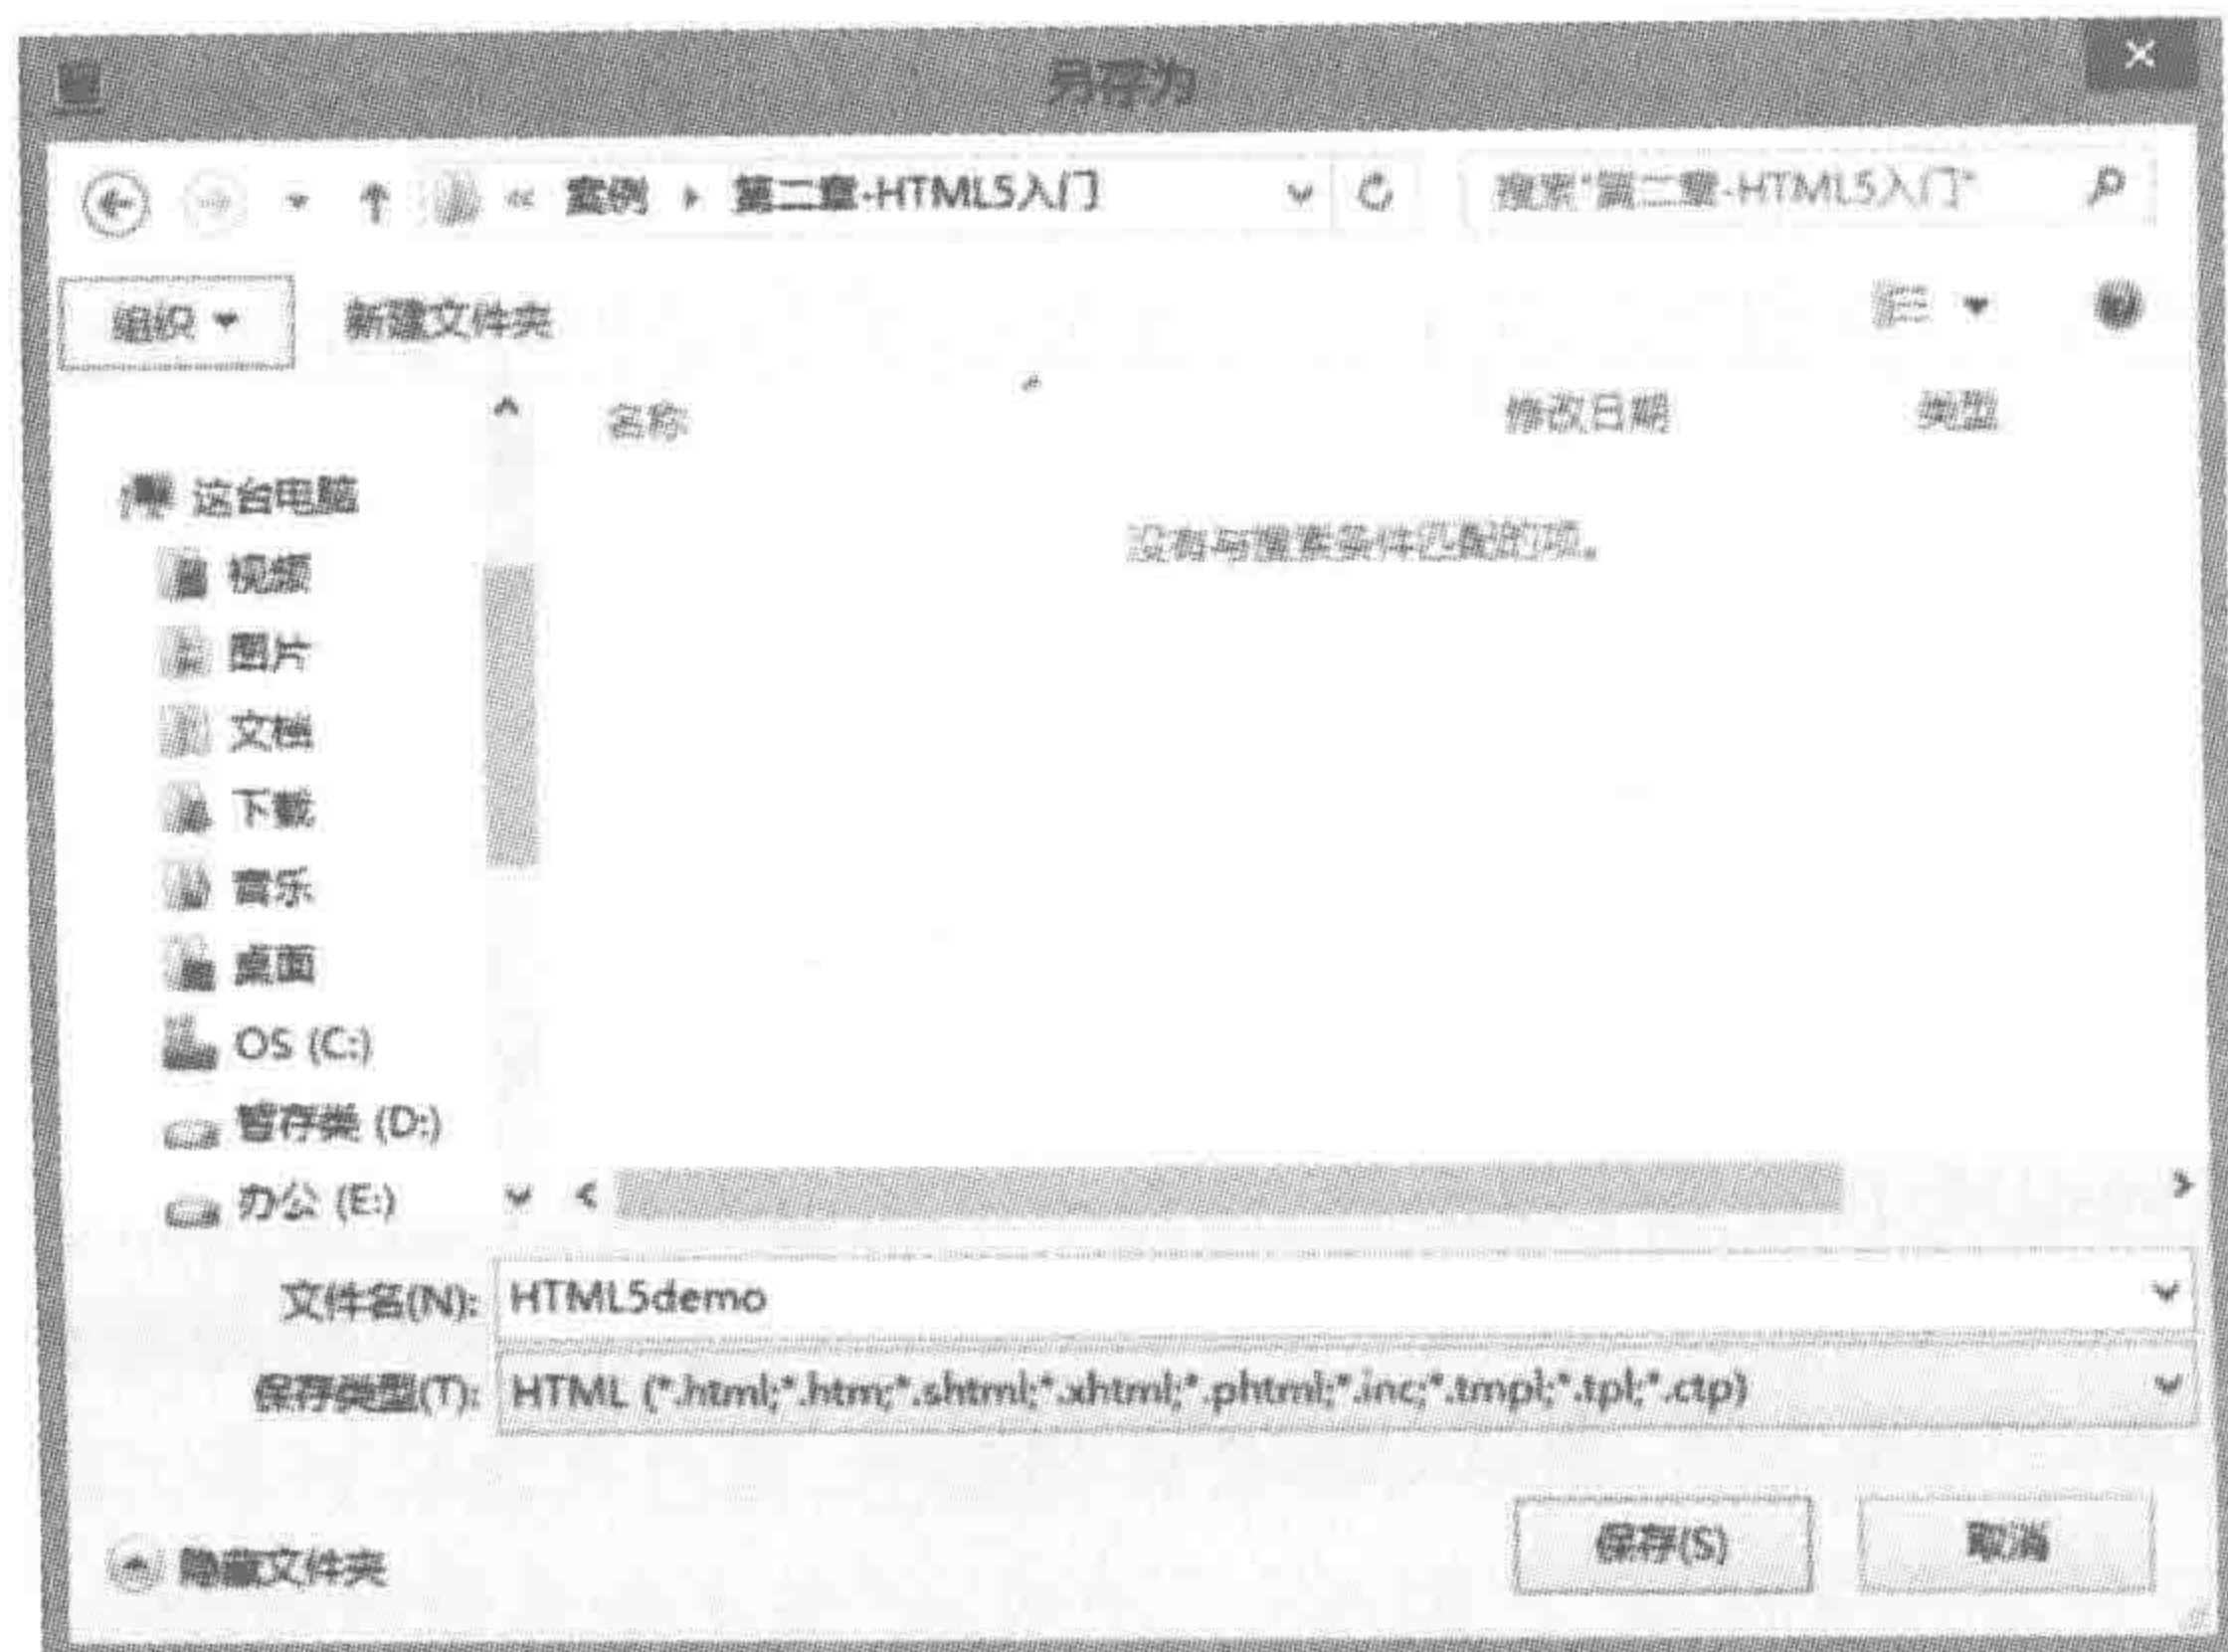 另存为
« 案例 ▸ 第二章-HTML5入门
搜索"第二章-HTML5入门"
组织 新建文件夹
名称 修改日期 类型
没有与搜索条件匹配的项。
这台电脑
视频
图片
文档
下载
音乐
桌面
OS (C:)
暂存类 (D:)
办公 (E:)
文件名(N): HTML5demo
保存类型(T): HTML (*.html;*.htm;*.shtml;*.xhtml;*.phtml;*.inc;*.tmpl;*.tpl;*.ctp)
隐藏文件夹 保存(S) 取消